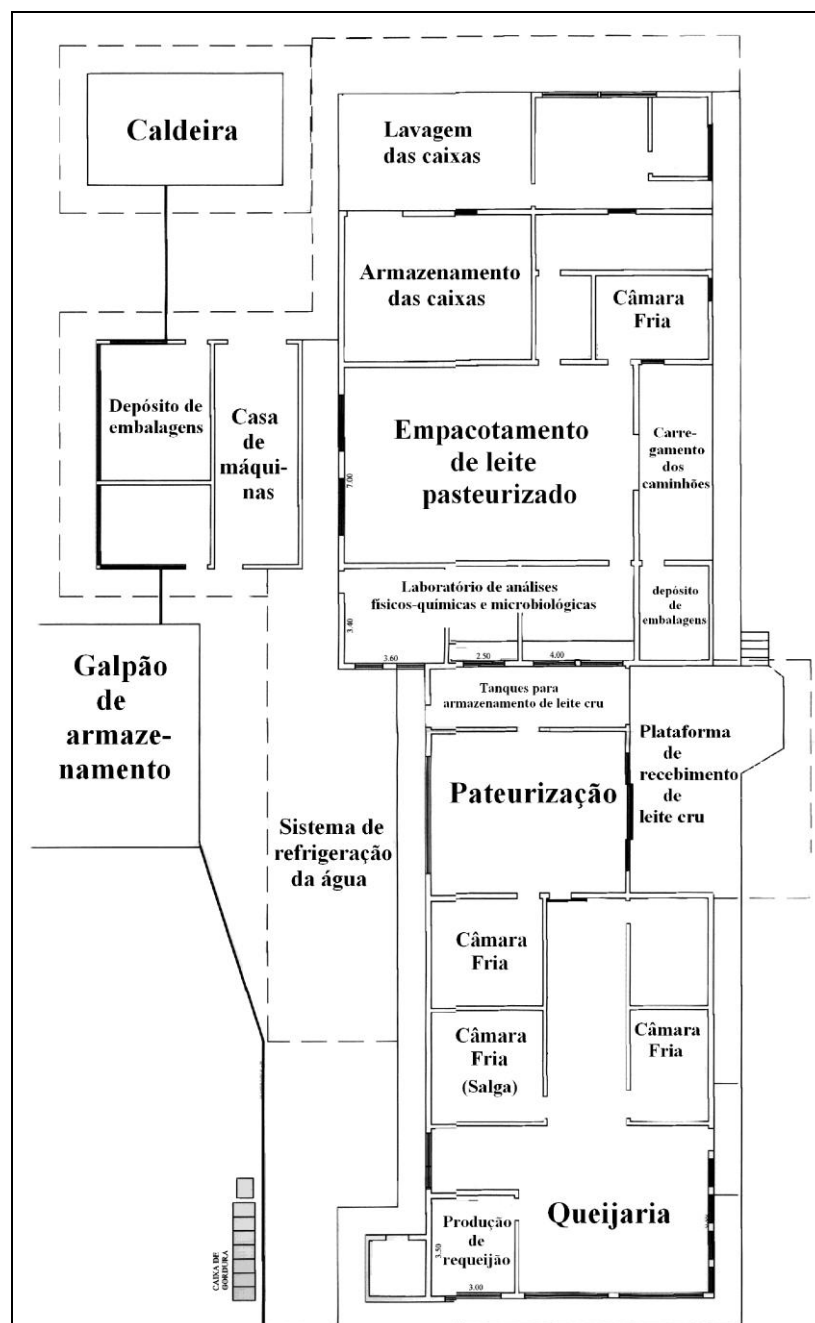 Caldeira
Lavagem
das caixas
Armazenamento
das caixas
Câmara
Fria
Depósito de
embalagens
Casa
de
máqui-
nas
Empacotamento
de leite
pasteurizado
7.00
Carre-
gamento
dos
caminhões
Laboratório de análises
físicos-químicas e microbiológicas
3.40
3.60
2.50
4.00
depósito
de
embalagens
Galpão
de
armaze-
namento
Tanques para
armazenamento de leite cru
Plataforma
de
recebimento
de
leite cru
Pateurização
Sistema de
refrigeração
da água
Câmara
Fria
Câmara
Fria
(Salga)
Câmara
Fria
Queijaria
Produção
de
requeijão
3.50
3.00
CAIXA DE
GORDURA